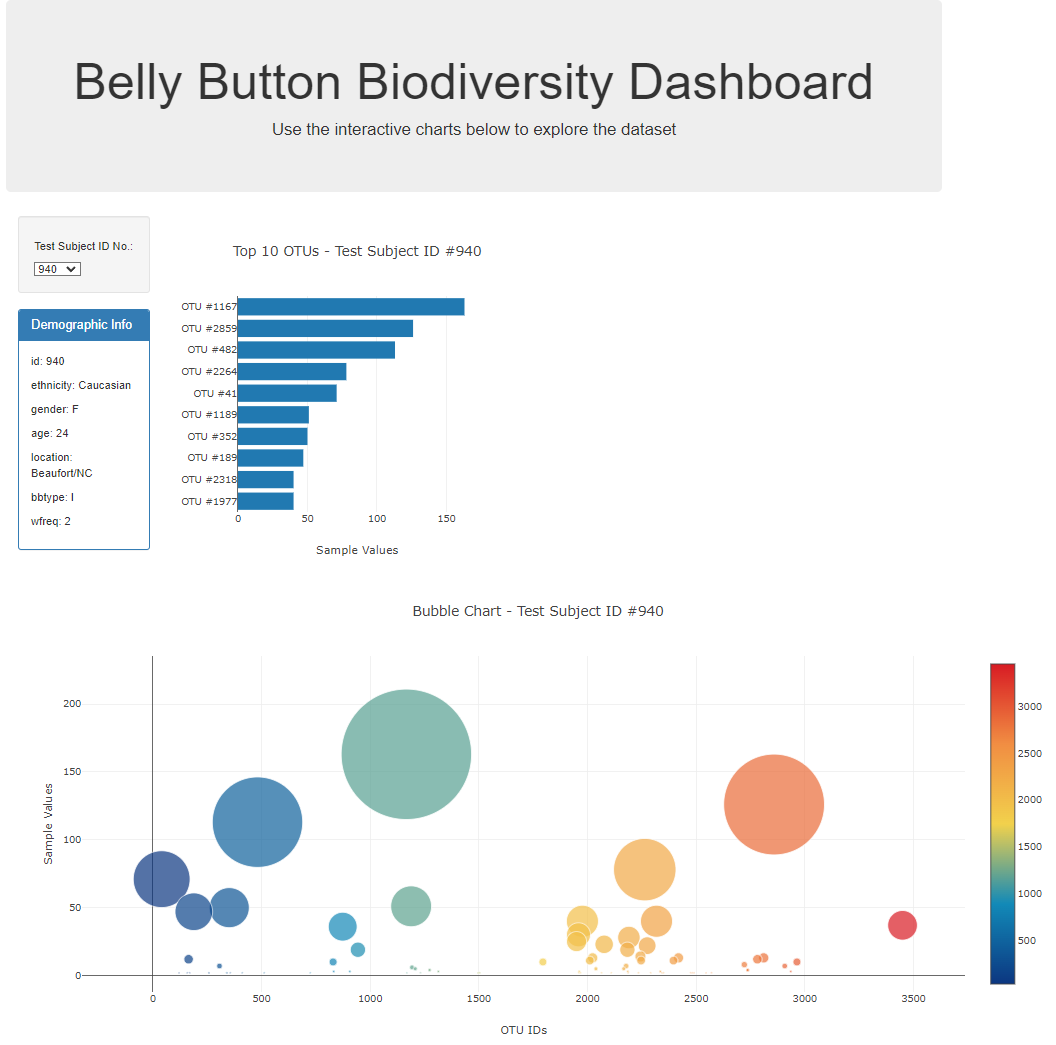 Belly Button Biodiversity Dashboard
Use the interactive charts below to explore the dataset
Test Subject ID No.:
940
Demographic Info
id: 940
ethnicity: Caucasian
gender: F
age: 24
location:
Beaufort/NC
bbtype: I
wfreq: 2
Top 10 OTUs - Test Subject ID #940
OTU #1167
OTU #2859
OTU #482
OTU #2264
OTU #41
OTU #1189
OTU #352
OTU #189
OTU #2318
OTU #1977
0 50 100 150
Sample Values
Bubble Chart - Test Subject ID #940
Sample Values
200
150
100
50
0
0 500 1000 1500 2000 2500 3000 3500
OTU IDs
3000
2500
2000
1500
1000
500